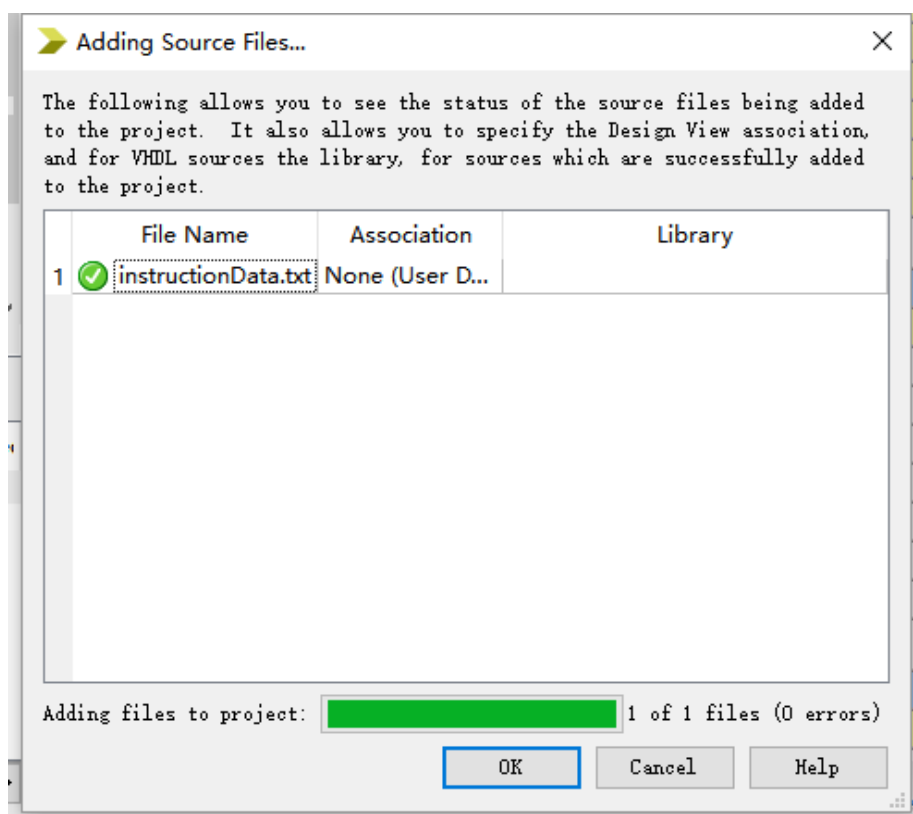 Adding Source Files...
The following allows you to see the status of the source files being added
to the project.  It also allows you to specify the Design View association,
and for VHDL sources the library, for sources which are successfully added
to the project.
File Name Association Library
1 instructionData.txt None (User D...
Adding files to project: 1 of 1 files (0 errors)
OK Cancel Help